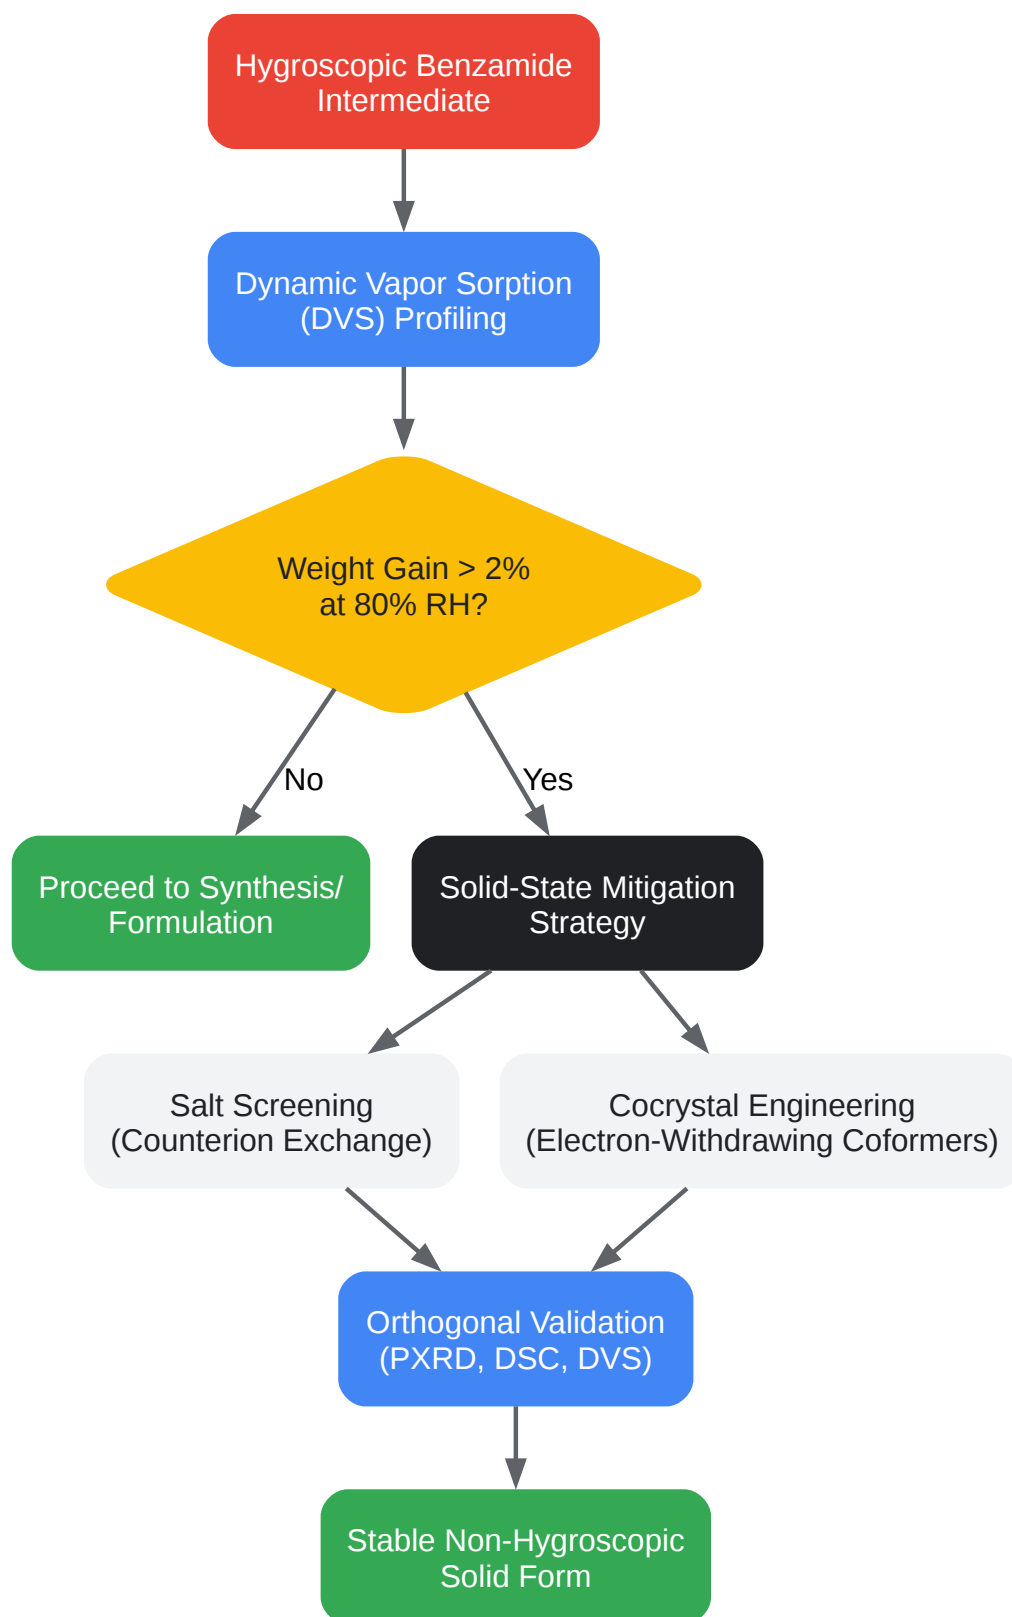 Hygroscopic Benzamide
Intermediate
Dynamic Vapor Sorption
(DVS) Profiling
Weight Gain > 2%
at 80% RH?
No
Yes
Proceed to Synthesis/
Formulation
Solid-State Mitigation
Strategy
Salt Screening
(Counterion Exchange)
Cocrystal Engineering
(Electron-Withdrawing Coformers)
Orthogonal Validation
(PXRD, DSC, DVS)
Stable Non-Hygroscopic
Solid Form